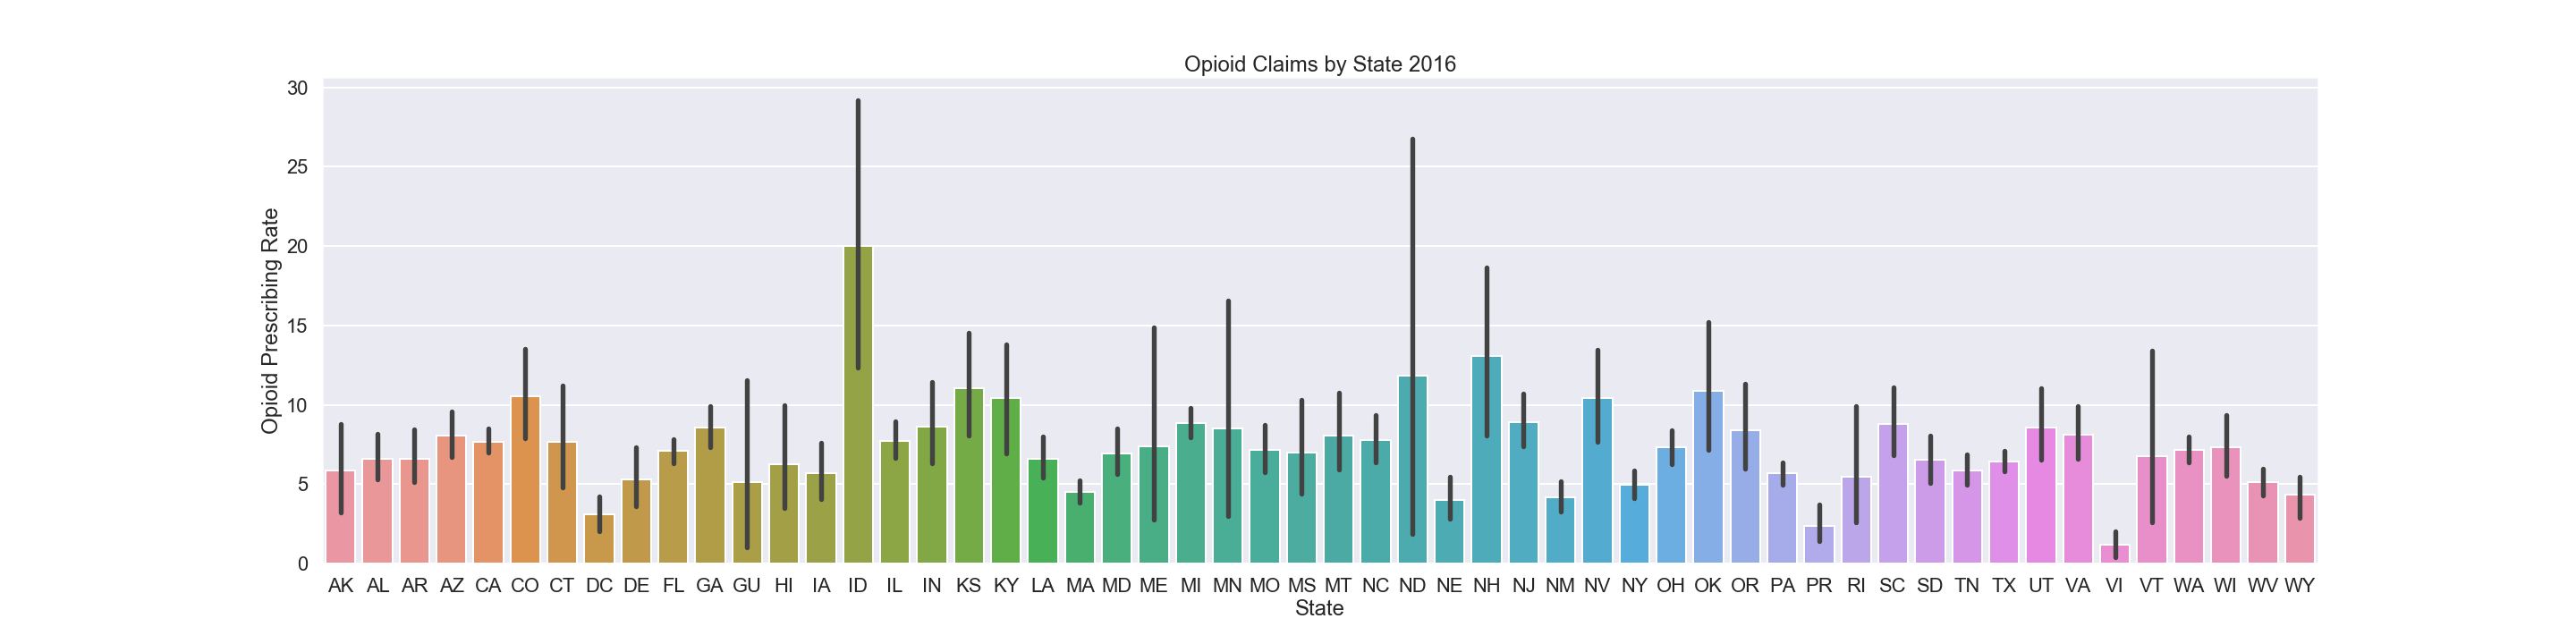 Opioid Claims by State 2016
Opioid Prescribing Rate
30
25
20
15
10
5
0
AK AL AR AZ CA CO CT DC DE FL GA GU HI IA ID IL IN KS KY LA MA MD ME MI MN MO MS MT NC ND NE NH NJ NM NV NY OH OK OR PA PR RI SC SD TN TX UT VA VI VT WA WI WV WY
State